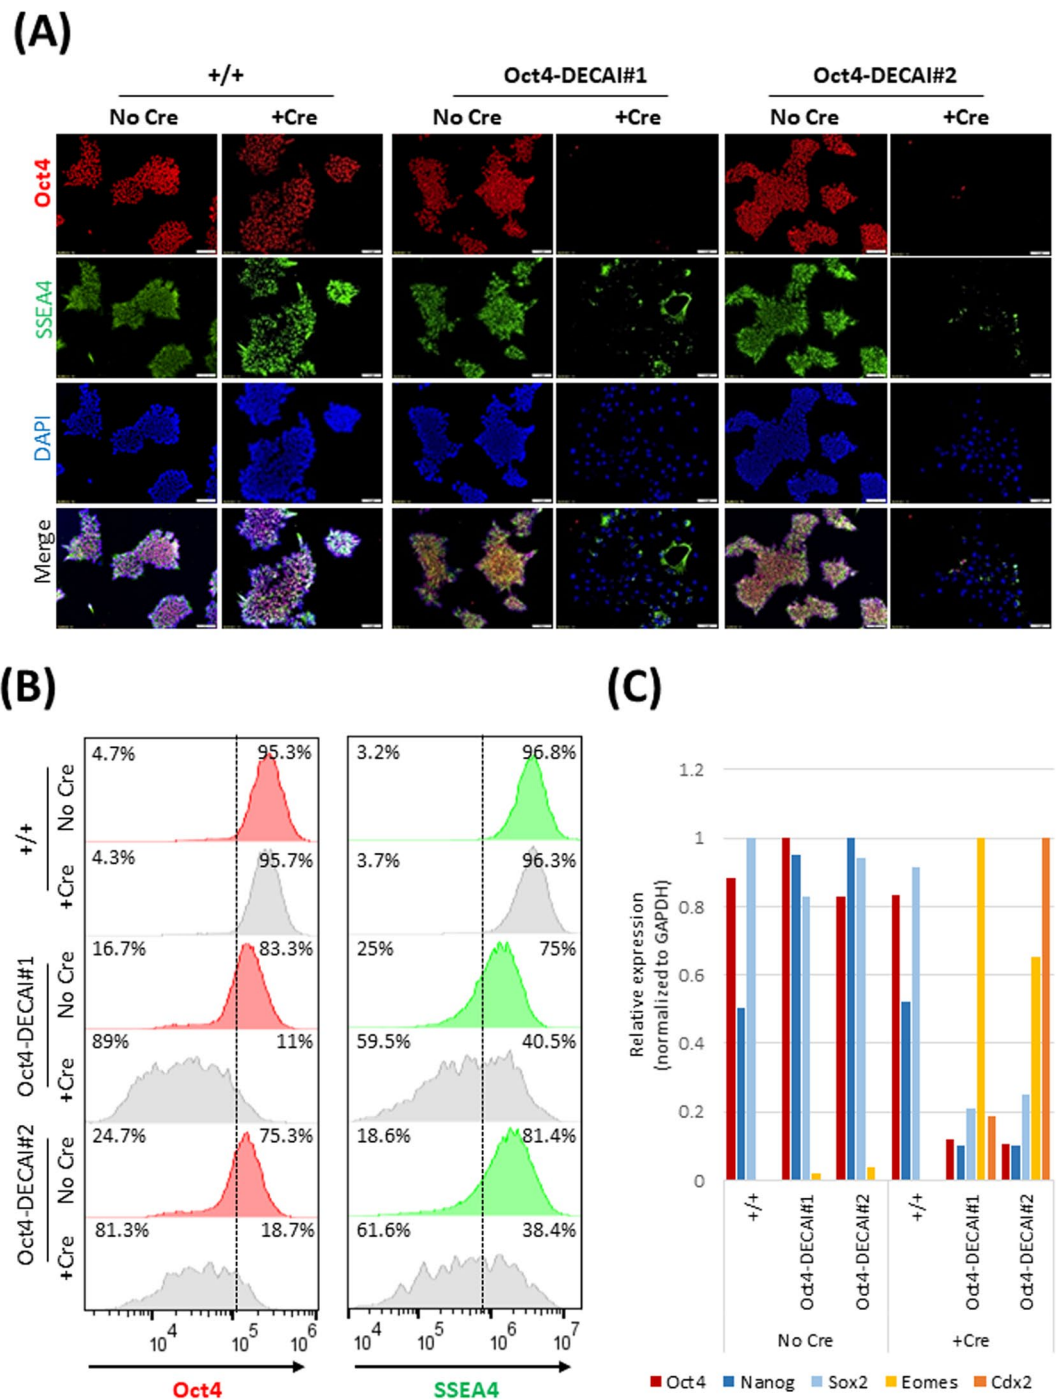 (A)
+/+ Oct4-DECAI#1 Oct4-DECAI#2
No Cre +Cre No Cre +Cre No Cre +Cre
Oct4
SSEA4
DAPI
Merge
(B)
+/+
No Cre
4.7% 95.3% 3.2% 96.8%
+Cre
4.3% 95.7% 3.7% 96.3%
Oct4-DECAI#1
No Cre
16.7% 83.3% 25% 75%
+Cre
89% 11% 59.5% 40.5%
Oct4-DECAI#2
No Cre
24.7% 75.3% 18.6% 81.4%
+Cre
81.3% 18.7% 61.6% 38.4%
10^4 10^5 10^6 10^4 10^5 10^6 10^7
Oct4 SSEA4
(C)
Relative expression
(normalized to GAPDH)
1.2
1
0.8
0.6
0.4
0.2
0
+/+ Oct4-DECAI#1 Oct4-DECAI#2 +/+ Oct4-DECAI#1 Oct4-DECAI#2
No Cre +Cre
Oct4 Nanog Sox2 Eomes Cdx2